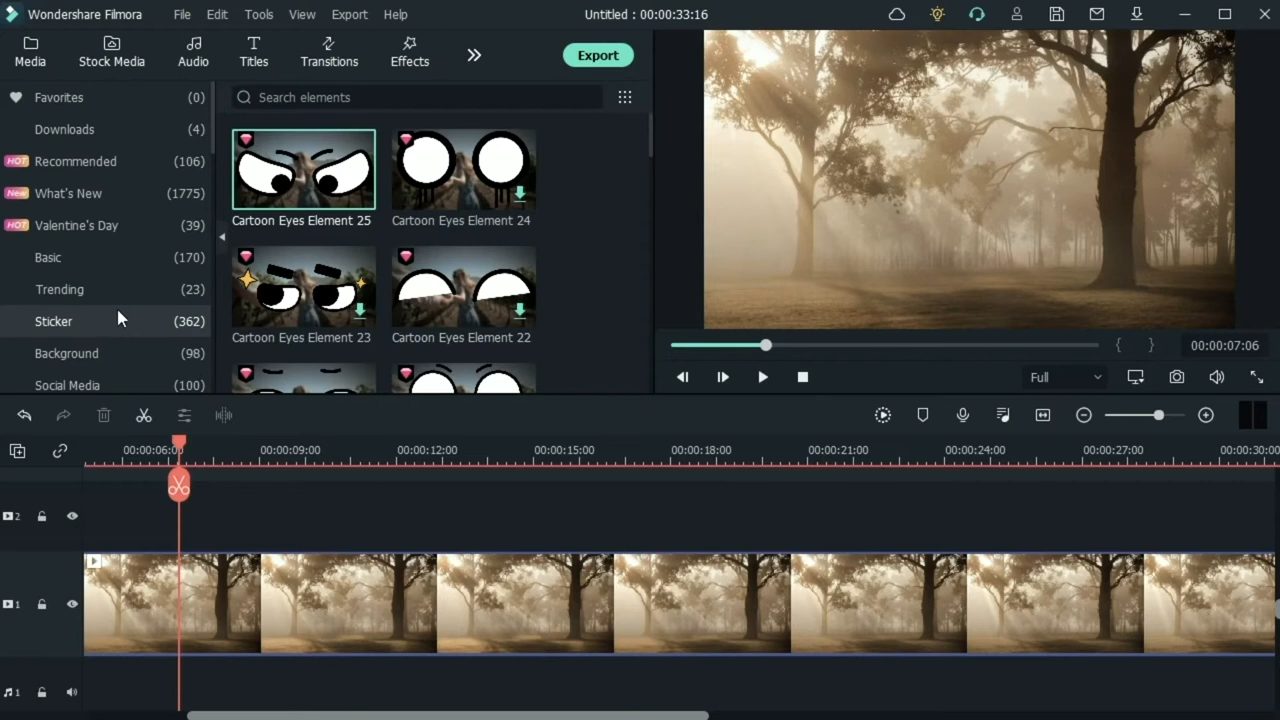 Wondershare Filmora
File
Edit
Tools
View
Export
Help
Untitled : 00:00:33:16
Media
Stock Media
Audio
Titles
Transitions
Effects
Export
Favorites (0)
Downloads (4)
HOT Recommended (106)
New What's New (1775)
HOT Valentine's Day (39)
Basic (170)
Trending (23)
Sticker (362)
Background (98)
Social Media (100)
Search elements
Cartoon Eyes Element 25
Cartoon Eyes Element 24
Cartoon Eyes Element 23
Cartoon Eyes Element 22
{ }
00:00:07:06
Full
00:00:06:00
00:00:09:00
00:00:12:00
00:00:15:00
00:00:18:00
00:00:21:00
00:00:24:00
00:00:27:00
00:00:30:00
2
1
1